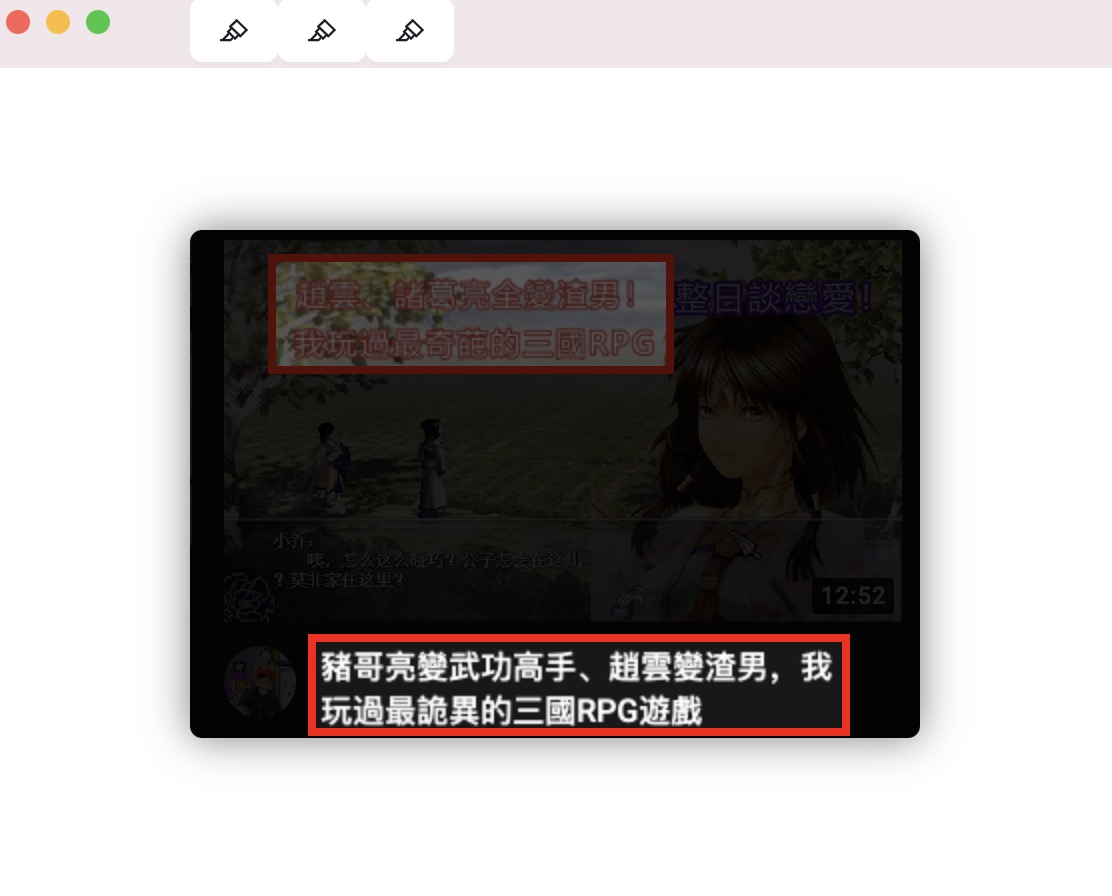 趙雲、諸葛亮全變渣男！
整日談戀愛！
我玩過最奇葩的三國RPG
小乔：
咦，怎么这么碰巧？公子怎会在这儿
？莫非家在这里？
12:52
豬哥亮變武功高手、趙雲變渣男，我
玩過最詭異的三國RPG遊戲